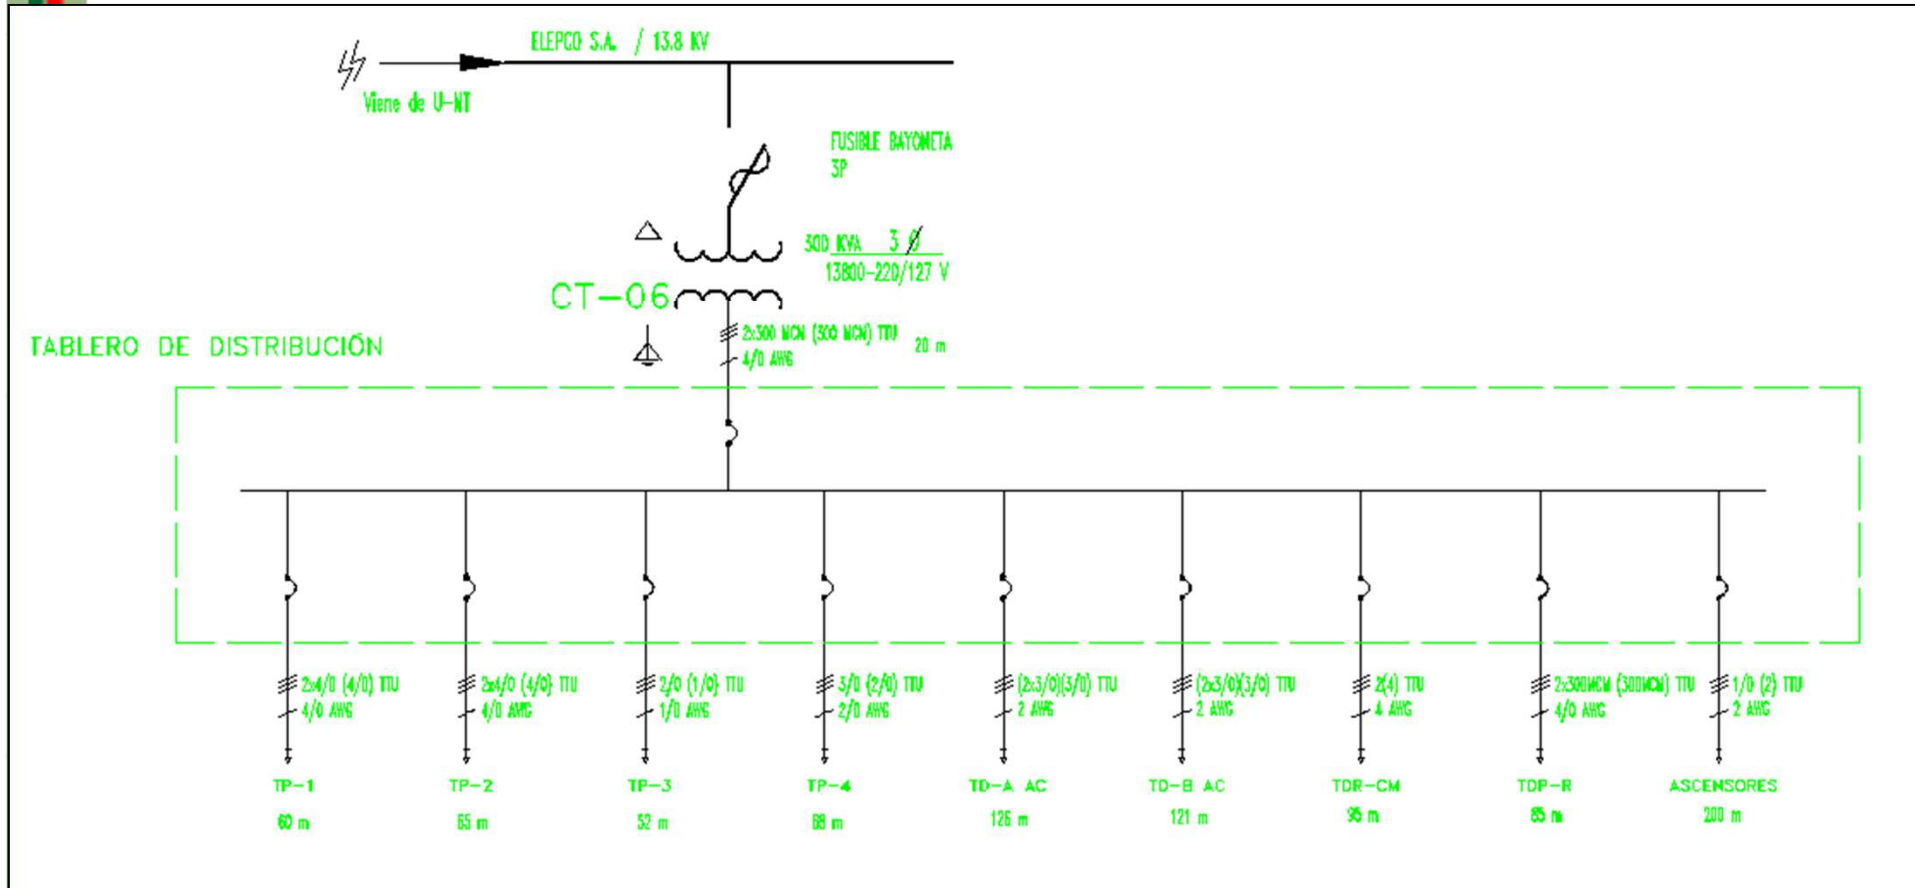 ELEPCO S.A. / 13.8 KV
Viene de U-MT
FUSIBLE BAYONETA
3P
300 KVA 3 Ø
13800-220/127 V
CT-06
2x300 MCM (300 MCM) TTU
20 m
4/0 AWG
TABLERO DE DISTRIBUCIÓN
2x4/0 (4/0) TTU
4/0 AWG
2x4/0 (4/0) TTU
4/0 AWG
2/0 (1/0) TTU
1/0 AWG
3/0 (2/0) TTU
2/0 AWG
(2x3/0)(3/0) TTU
2 AWG
(2x3/0)(3/0) TTU
2 AWG
2(4) TTU
4 AWG
2x300MCM (300MCM) TTU
4/0 AWG
1/0 (2) TTU
2 AWG
TP-1
TP-2
TP-3
TP-4
TD-A AC
TD-B AC
TDR-CM
TDP-R
ASCENSORES
60 m
65 m
52 m
68 m
126 m
121 m
95 m
85 m
200 m